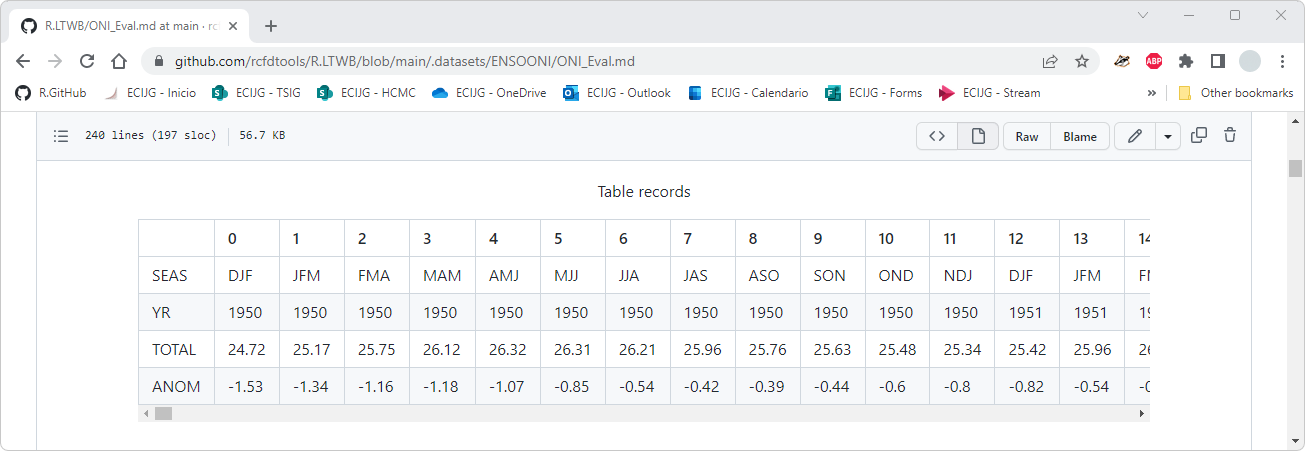 R.LTWB/ONI_Eval.md at main · rc
github.com/rcfdtools/R.LTWB/blob/main/.datasets/ENSOONI/ONI_Eval.md
ABP
R.GitHub ECIJG - Inicio ECIJG - TSIG ECIJG - HCMC ECIJG - OneDrive ECIJG - Outlook ECIJG - Calendario ECIJG - Forms ECIJG - Stream » Other bookmarks
240 lines (197 sloc) 56.7 KB <> Raw Blame
Table records
0 1 2 3 4 5 6 7 8 9 10 11 12 13 14
SEAS DJF JFM FMA MAM AMJ MJJ JJA JAS ASO SON OND NDJ DJF JFM
YR 1950 1950 1950 1950 1950 1950 1950 1950 1950 1950 1950 1950 1951 1951
TOTAL 24.72 25.17 25.75 26.12 26.32 26.31 26.21 25.96 25.76 25.63 25.48 25.34 25.42 25.96
ANOM -1.53 -1.34 -1.16 -1.18 -1.07 -0.85 -0.54 -0.42 -0.39 -0.44 -0.6 -0.8 -0.82 -0.54